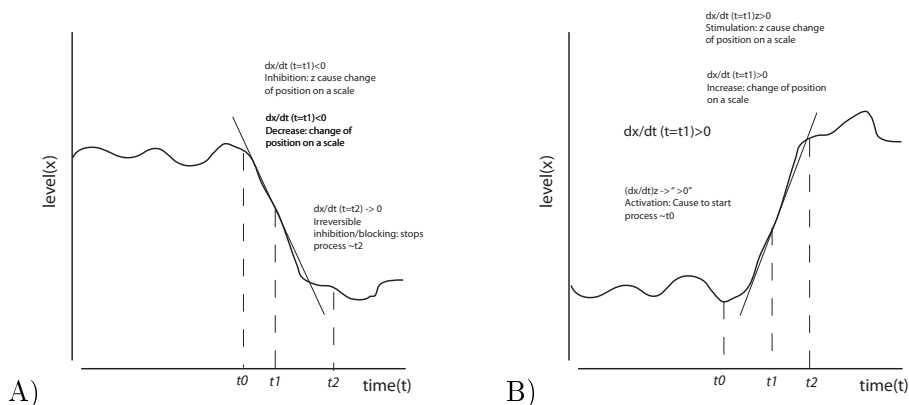 dx/dt (t=t1)<0
Inhibition: z cause change
of position on a scale
dx/dt (t=t1)<0
Decrease: change of
position on a scale
dx/dt (t=t2) -> 0
Irreversible
inhibition/blocking: stops
process ~t2
level(x)
t0
t1
t2
time(t)
A)
dx/dt (t=t1)z>0
Stimulation: z cause change
of position on a scale
dx/dt (t=t1)>0
Increase: change of position
on a scale
dx/dt (t=t1)>0
(dx/dt)z -> “ >0”
Activation: Cause to start
process ~t0
level(x)
t0
t1
t2
time(t)
B)